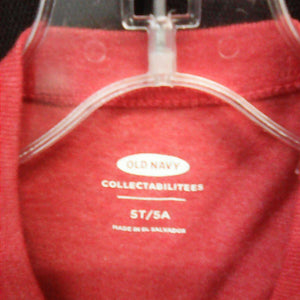 OLD NAVY
COLLECTABILITEES
5T/5A
MADE IN EL SALVADOR